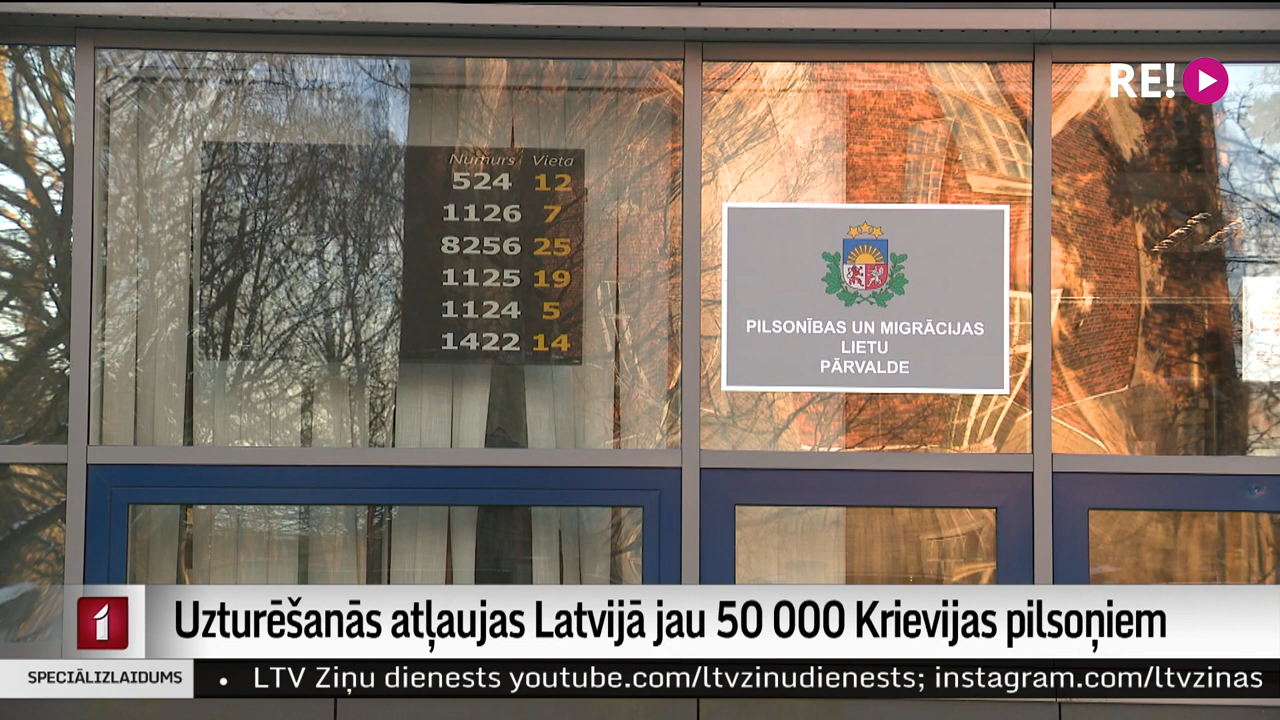 RE!
Numurs Vieta
524 12
1126 7
8256 25
1125 19
1124 5
1422 14
PILSONĪBAS UN MIGRĀCIJAS
LIETU
PĀRVALDE
1 Uzturēšanās atļaujas Latvijā jau 50 000 Krievijas pilsoņiem
SPECIĀLIZLAIDUMS • LTV Ziņu dienests youtube.com/ltvzinudienests; instagram.com/ltvzinas